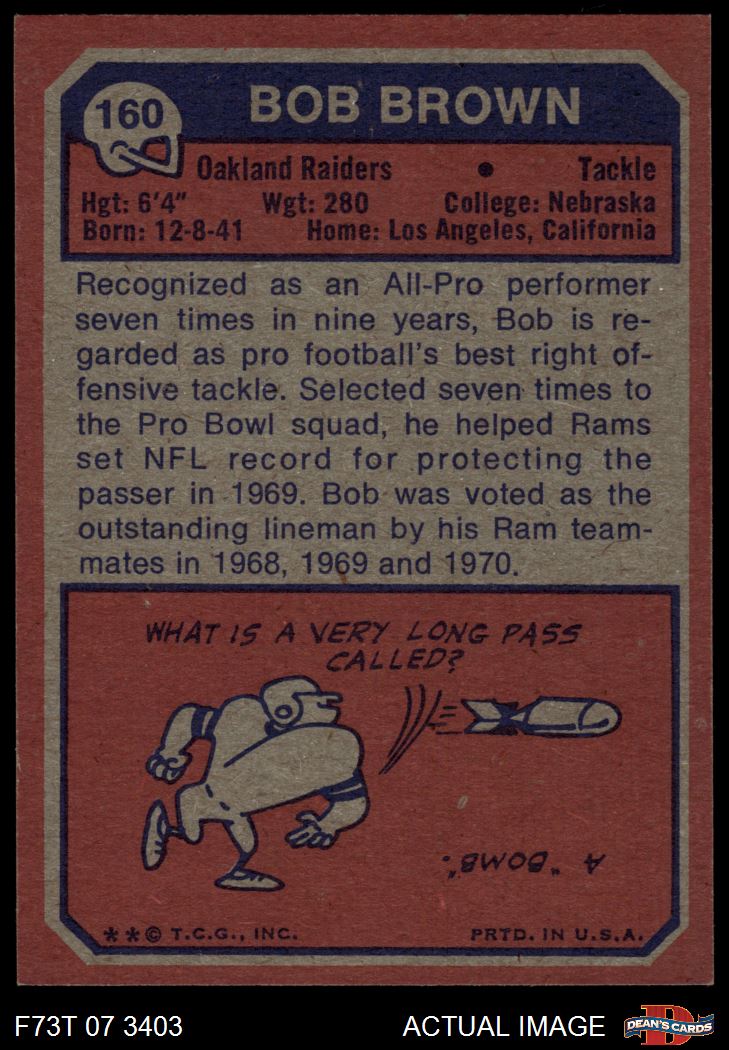 160
BOB BROWN
Oakland Raiders • Tackle
Hgt: 6'4" Wgt: 280 College: Nebraska
Born: 12-8-41 Home: Los Angeles, California
Recognized as an All-Pro performer
seven times in nine years, Bob is re-
garded as pro football's best right of-
fensive tackle. Selected seven times to
the Pro Bowl squad, he helped Rams
set NFL record for protecting the
passer in 1969. Bob was voted as the
outstanding lineman by his Ram team-
mates in 1968, 1969 and 1970.
WHAT IS A VERY LONG PASS
CALLED?
A "BOMB".
**© T.C.G., INC. PRTD. IN U.S.A.
F73T 07 3403 ACTUAL IMAGE D DEAN'S CARDS